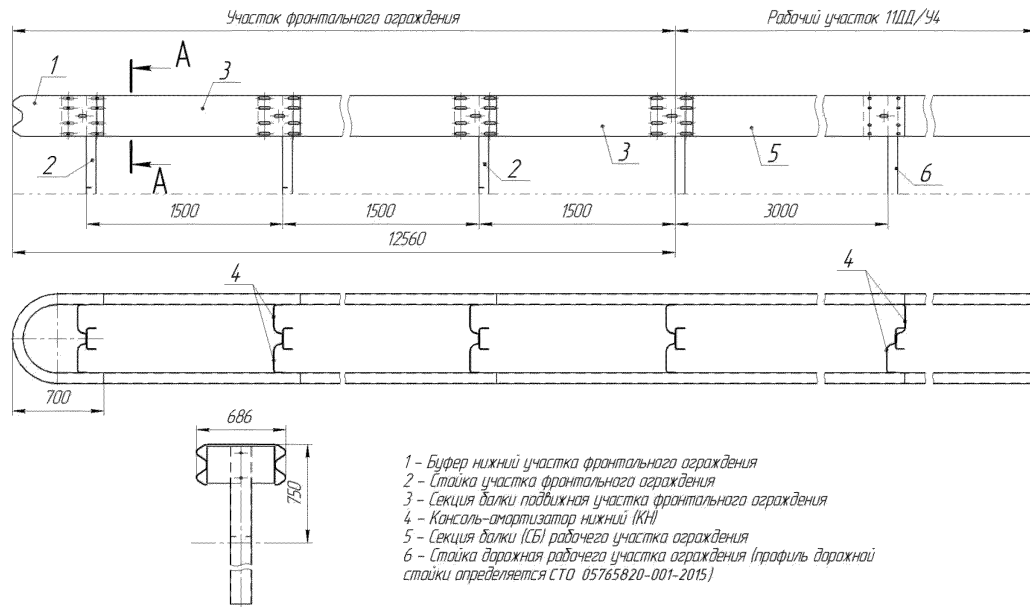 Участок фронтального ограждения
Рабочий участок 11ДД/У4
1
А
3
2
А
2
3
5
6
1500
1500
1500
3000
12560
4
4
700
686
750
1 – Буфер нижний участка фронтального ограждения
2 – Стойка участка фронтального ограждения
3 – Секция балки подвижная участка фронтального ограждения
4 – Консоль-амортизатор нижний (КН)
5 – Секция балки (СБ) рабочего участка ограждения
6 – Стойка дорожная рабочего участка ограждения (профиль дорожной
стойки определяется СТО 05765820-001-2015)